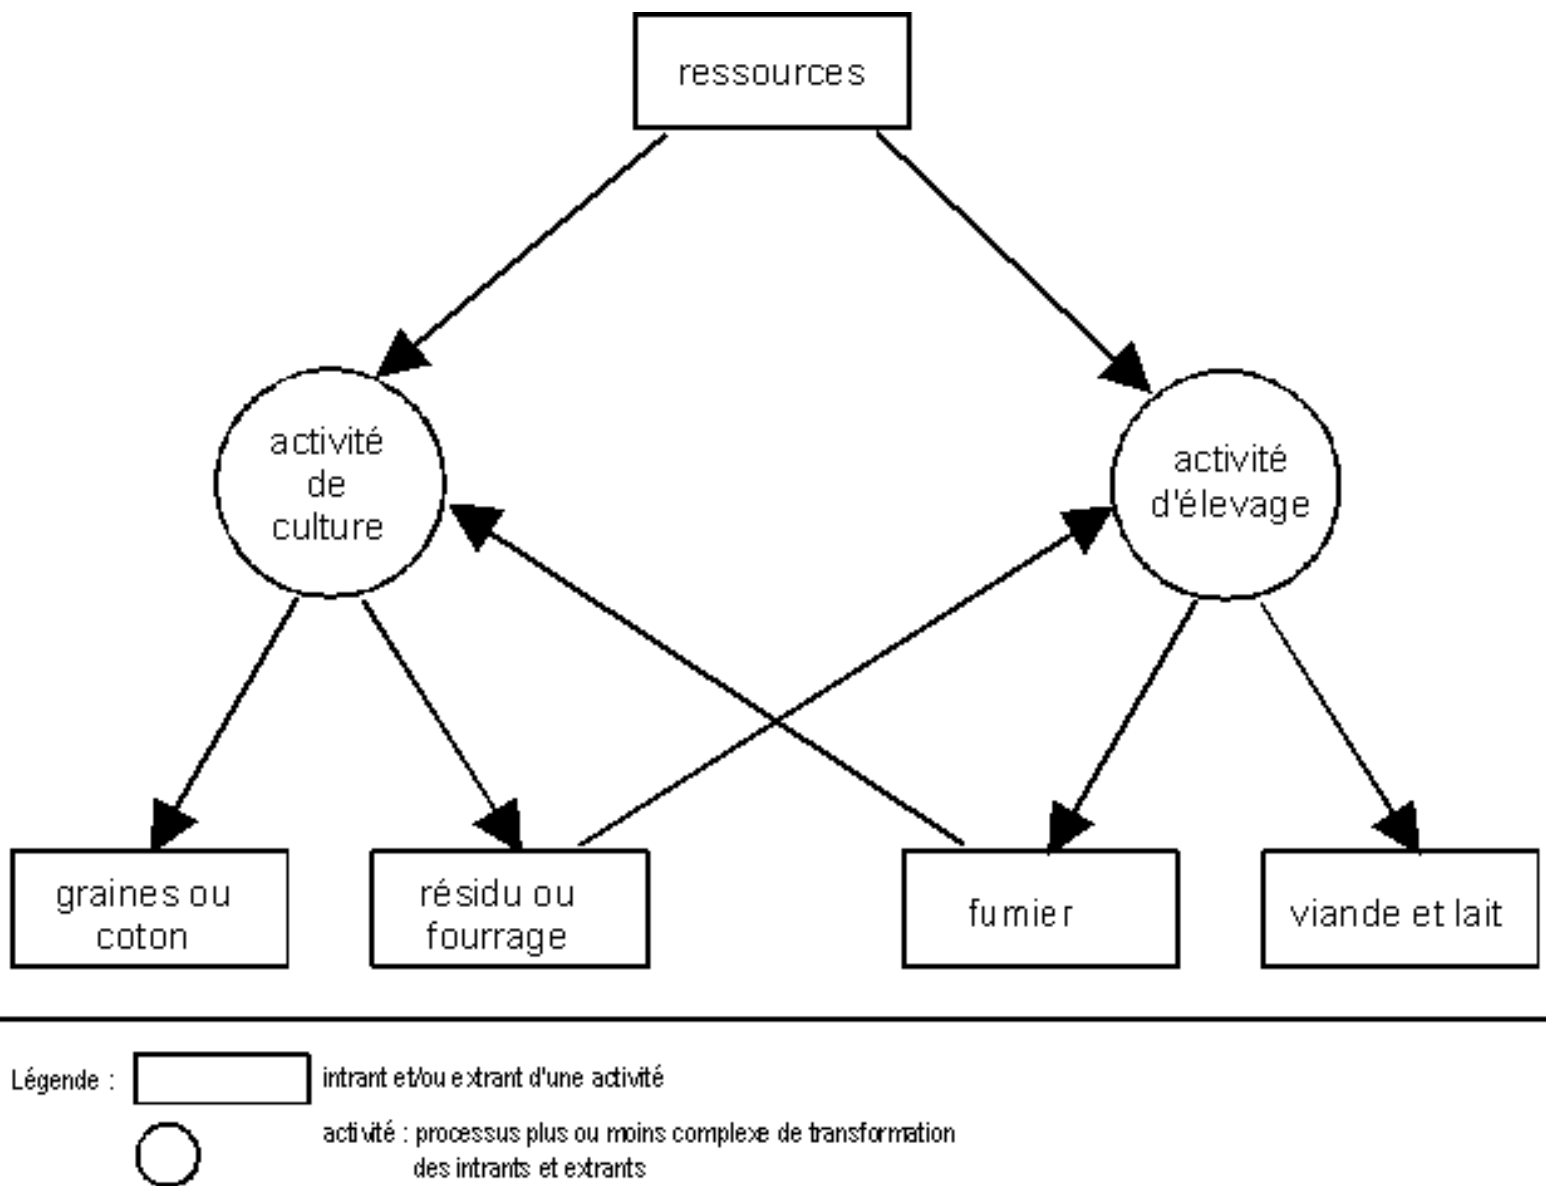 ressources
activité
de
culture
activité
d'élevage
graines ou
coton
résidu ou
fourrage
fumier
viande et lait
Légende :
intrant et/ou extrant d'une activité
activité : processus plus ou moins complexe de transformation
des intrants et extrants